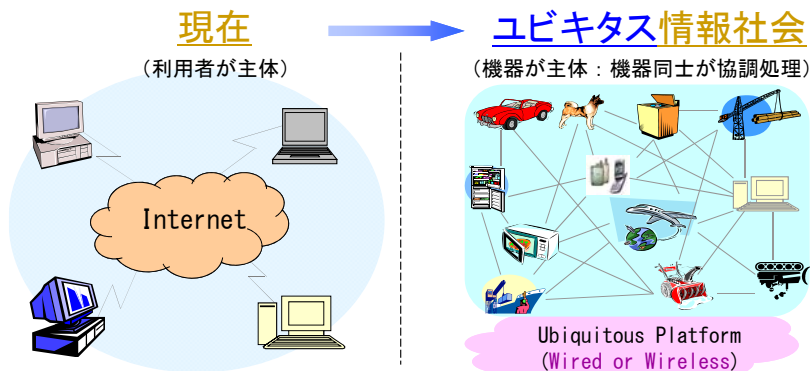 現在
ユビキタス情報社会
(利用者が主体)
(機器が主体：機器同士が協調処理)
Internet
Ubiquitous Platform
(Wired or Wireless)